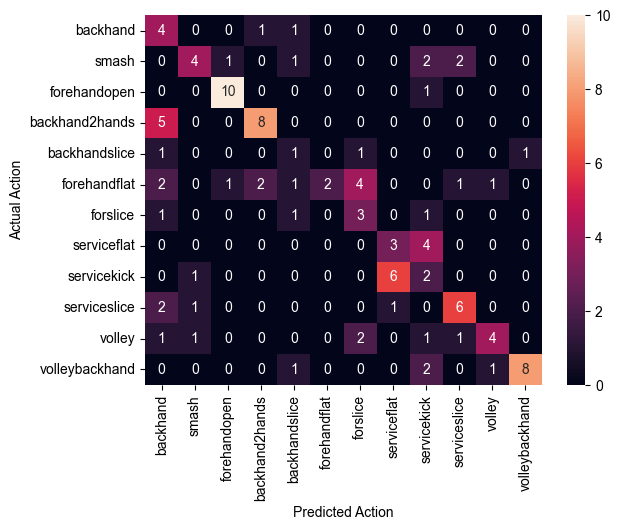 Actual Action
backhand 4 0 0 1 1 0 0 0 0 0 0 0
smash 0 4 1 0 1 0 0 0 2 2 0 0
forehandopen 0 0 10 0 0 0 0 0 1 0 0 0
backhand2hands 5 0 0 8 0 0 0 0 0 0 0 0
backhandslice 1 0 0 0 1 0 1 0 0 0 0 1
forehandflat 2 0 1 2 1 2 4 0 0 1 1 0
forslice 1 0 0 0 1 0 3 0 1 0 0 0
serviceflat 0 0 0 0 0 0 0 3 4 0 0 0
servicekick 0 1 0 0 0 0 0 6 2 0 0 0
serviceslice 2 1 0 0 0 0 0 1 0 6 0 0
volley 1 1 0 0 0 0 2 0 1 1 4 0
volleybackhand 0 0 0 0 1 0 0 0 2 0 1 8
backhand
smash
forehandopen
backhand2hands
backhandslice
forehandflat
forslice
serviceflat
servicekick
serviceslice
volley
volleybackhand
Predicted Action
10
8
6
4
2
0